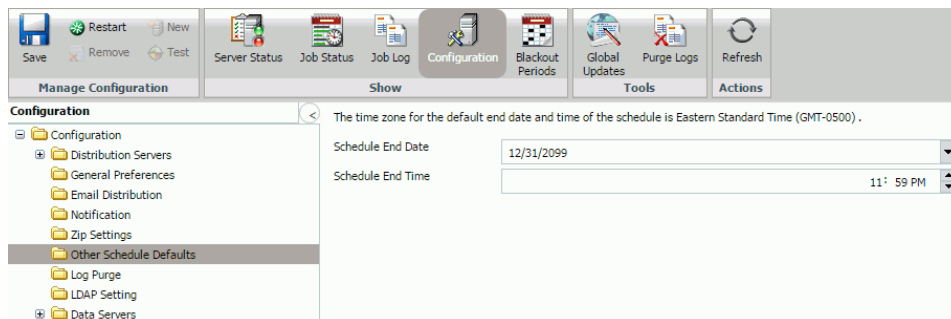 Restart
New
Save
Remove
Test
Server Status
Job Status
Job Log
Configuration
Blackout
Periods
Global
Updates
Purge Logs
Refresh
Manage Configuration
Show
Tools
Actions
Configuration
The time zone for the default end date and time of the schedule is Eastern Standard Time (GMT-0500) .
Configuration
Distribution Servers
General Preferences
Email Distribution
Notification
Zip Settings
Other Schedule Defaults
Log Purge
LDAP Setting
Data Servers
Schedule End Date
12/31/2099
Schedule End Time
11: 59 PM